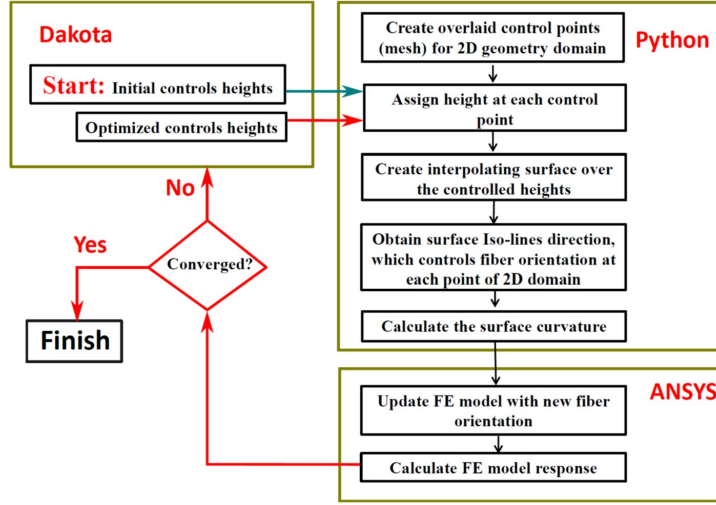 Dakota
Start: Initial controls heights
Optimized controls heights
No
Yes
Converged?
Finish
Python
Create overlaid control points
(mesh) for 2D geometry domain
Assign height at each control
point
Create interpolating surface over
the controlled heights
Obtain surface Iso-lines direction,
which controls fiber orientation at
each point of 2D domain
Calculate the surface curvature
ANSYS
Update FE model with new fiber
orientation
Calculate FE model response